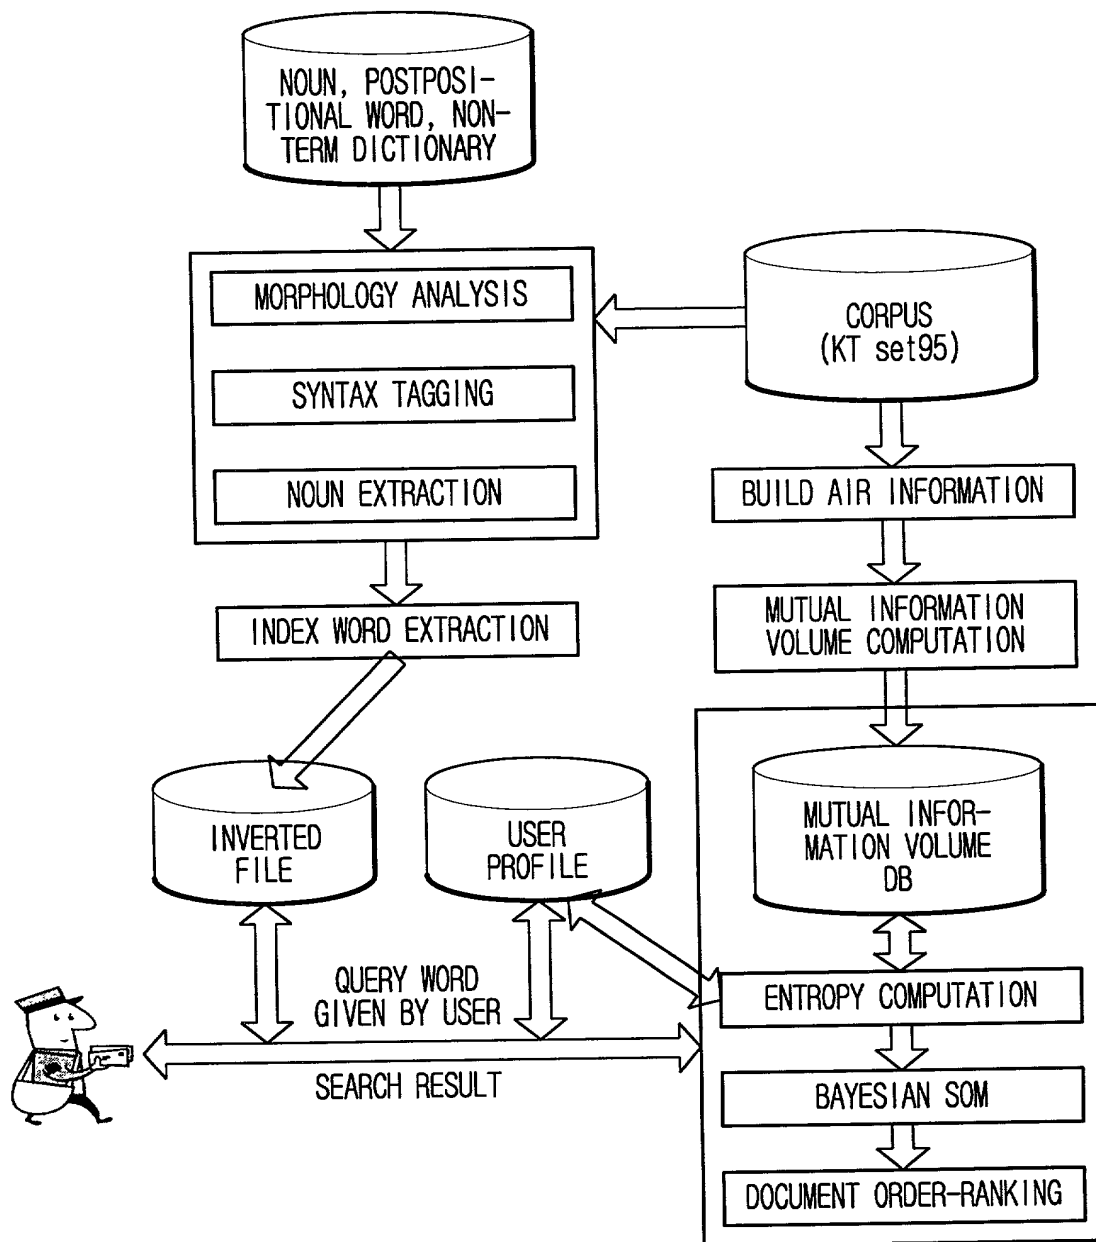 NOUN, POSTPOSI-
TIONAL WORD, NON-
TERM DICTIONARY
MORPHOLOGY ANALYSIS
SYNTAX TAGGING
NOUN EXTRACTION
INDEX WORD EXTRACTION
CORPUS
(KT set95)
BUILD AIR INFORMATION
MUTUAL INFORMATION
VOLUME COMPUTATION
INVERTED
FILE
USER
PROFILE
MUTUAL INFOR-
MATION VOLUME
DB
QUERY WORD
GIVEN BY USER
SEARCH RESULT
ENTROPY COMPUTATION
BAYESIAN SOM
DOCUMENT ORDER-RANKING